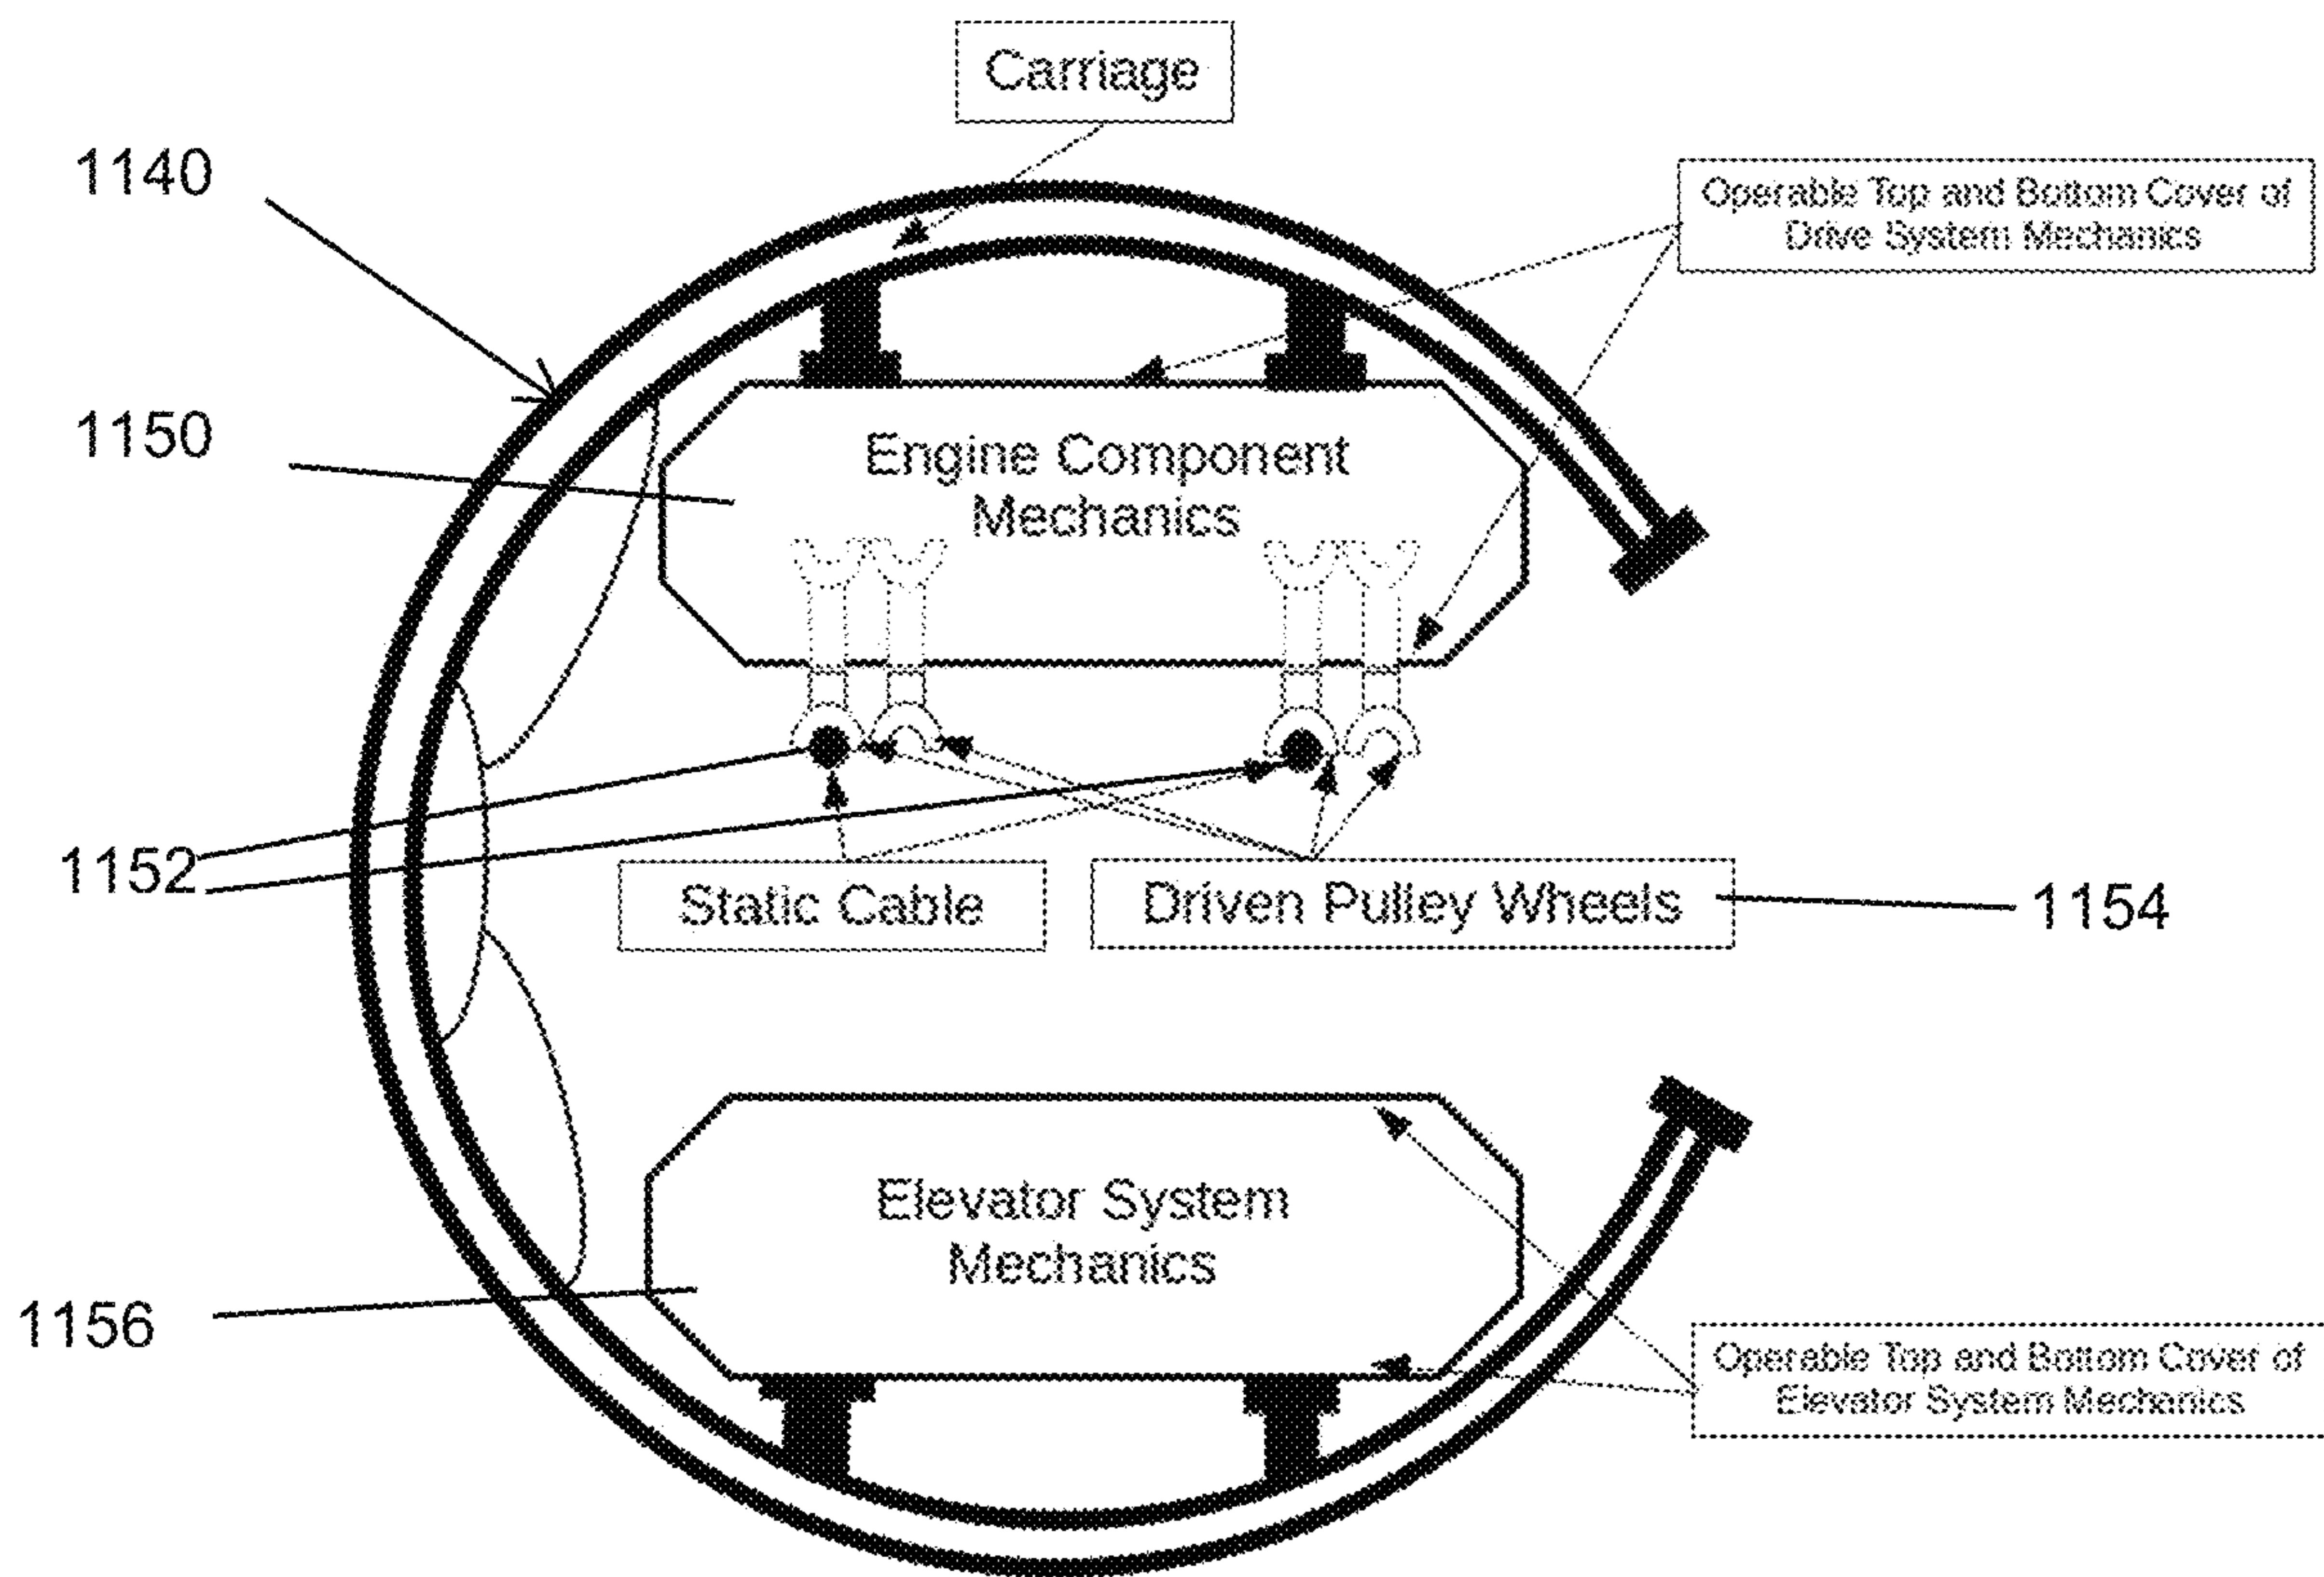 Carriage
1140
Operable Top and Bottom Cover of
Drive System Mechanics
1150
Engine Component
Mechanics
1152
Static Cable
Driven Pulley Wheels
1154
Elevator System
Mechanics
1156
Operable Top and Bottom Cover of
Elevator System Mechanics